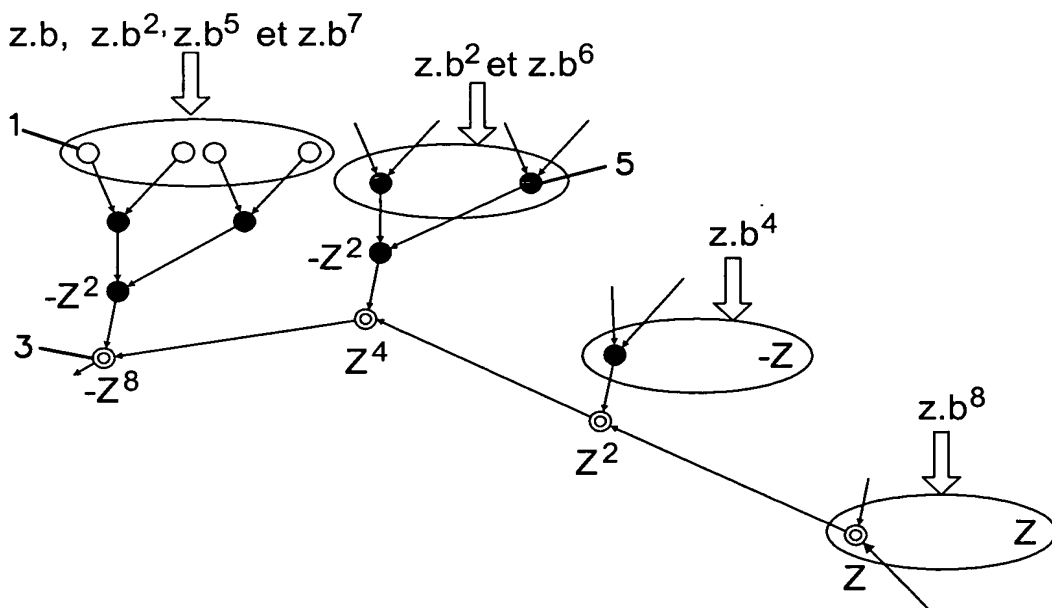 z.b, z.b², z.b⁵ et z.b⁷
z.b² et z.b⁶
1
5
z.b⁴
-Z²
-Z²
3
-Z⁸
Z⁴
-Z
z.b⁸
Z²
Z
Z